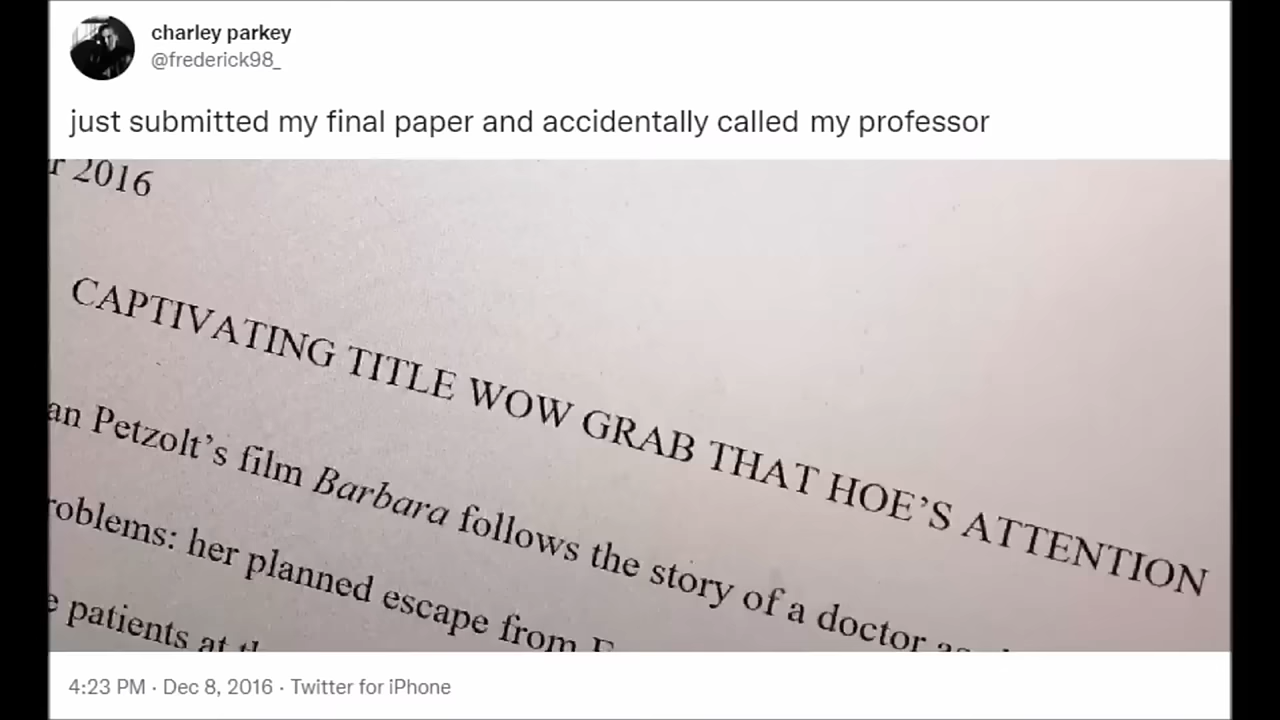 charley parkey
@frederick98_
just submitted my final paper and accidentally called my professor
r 2016
CAPTIVATING TITLE WOW GRAB THAT HOE'S ATTENTION
an Petzolt's film Barbara follows the story of a doctor
roblems: her planned escape from
e patients at
4:23 PM · Dec 8, 2016 · Twitter for iPhone